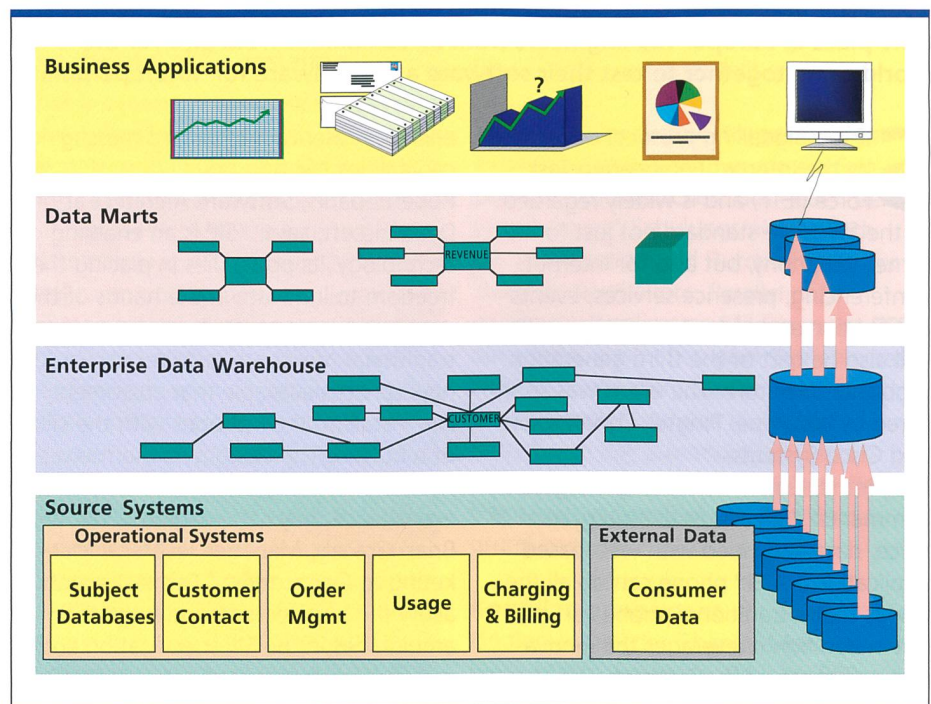 Business Applications
?
Data Marts
REVENUE
Enterprise Data Warehouse
CUSTOMER
Source Systems
Operational Systems
External Data
Subject
Databases
Customer
Contact
Order
Mgmt
Usage
Charging
& Billing
Consumer
Data